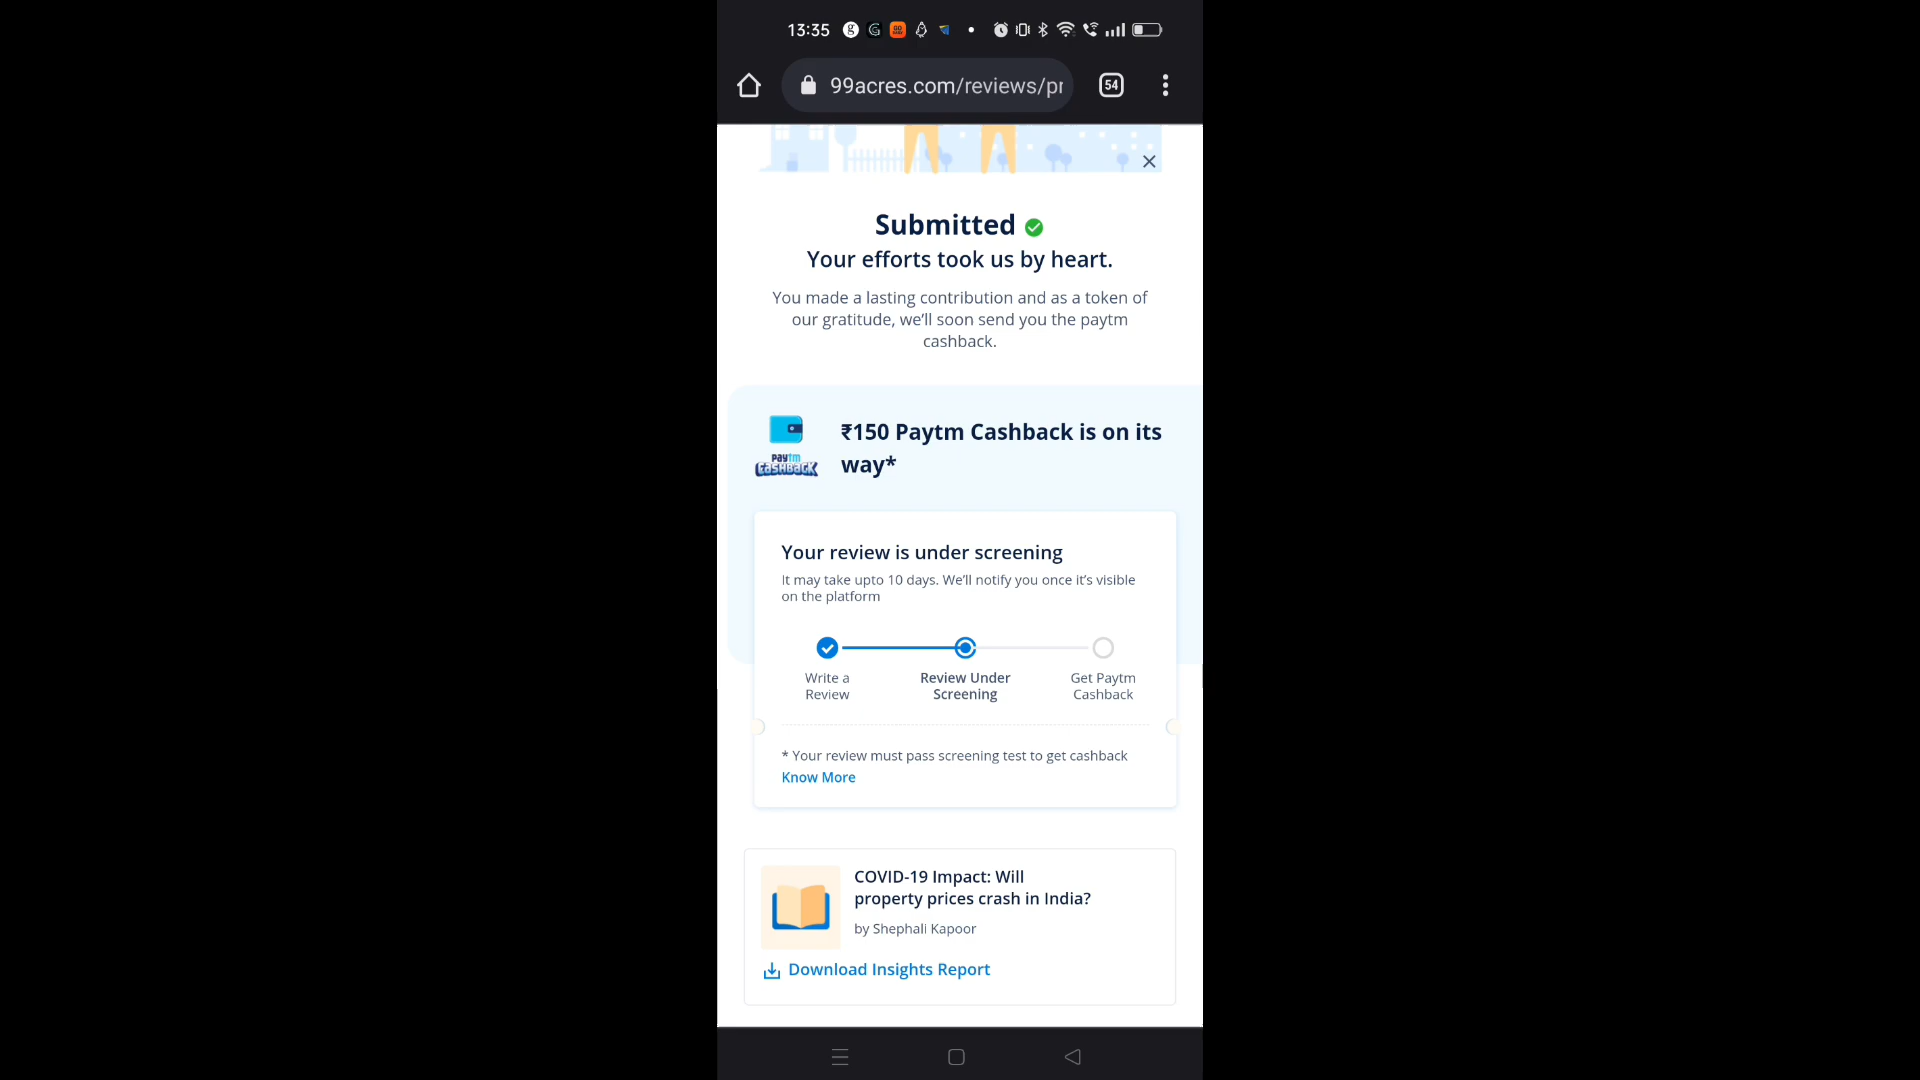 13:35
99acres.com/reviews/pr
54
Submitted
Your efforts took us by heart.
You made a lasting contribution and as a token of
our gratitude, we'll soon send you the paytm
cashback.
paytm
CASHBACK
₹150 Paytm Cashback is on its
way*
Your review is under screening
It may take upto 10 days. We'll notify you once it's visible
on the platform
Write a
Review
Review Under
Screening
Get Paytm
Cashback
* Your review must pass screening test to get cashback
Know More
COVID-19 Impact: Will
property prices crash in India?
by Shephali Kapoor
Download Insights Report